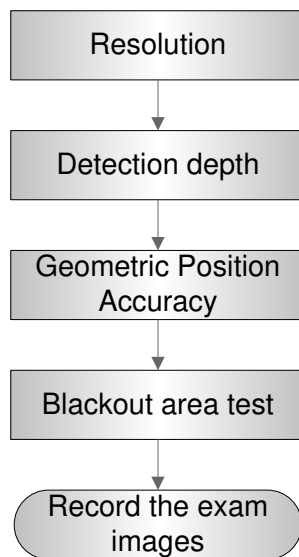 Resolution
Detection depth
Geometric Position
Accuracy
Blackout area test
Record the exam
images